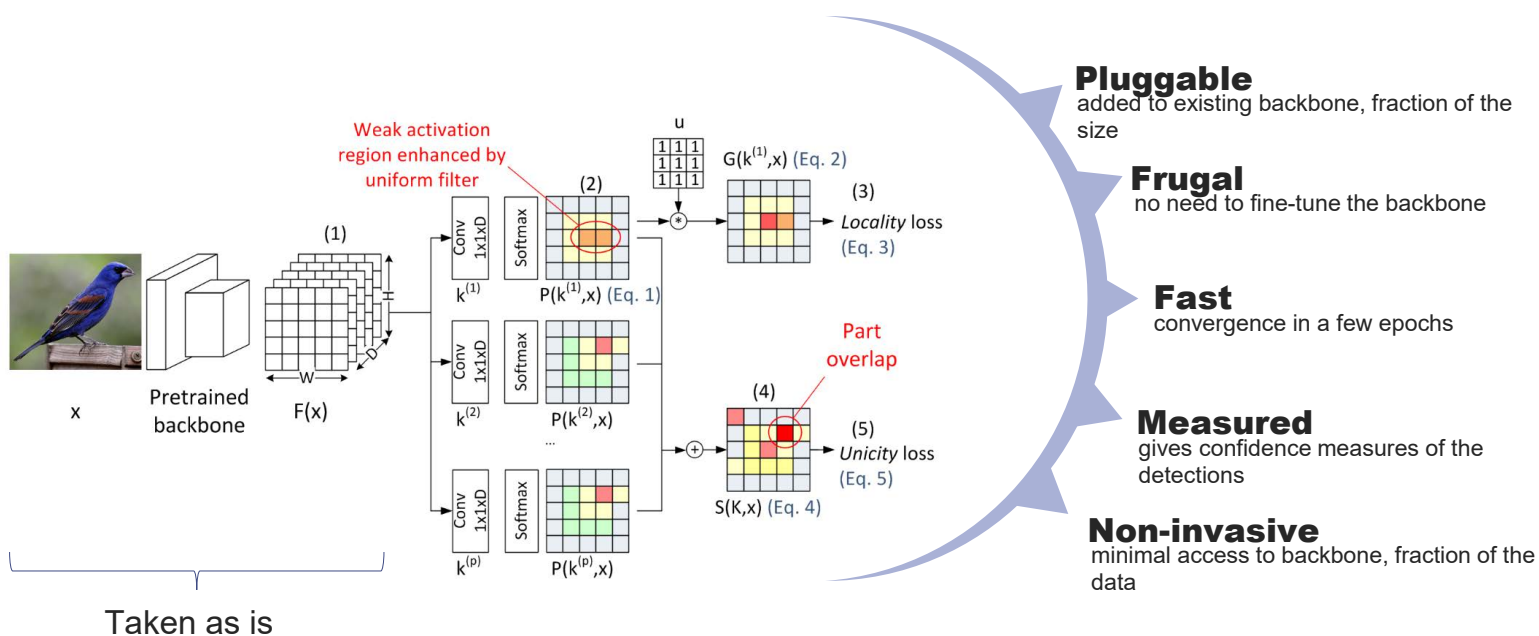 Weak activation
region enhanced by
uniform filter
(1)
x
Pretrained
backbone
F(x)
W
H
D
Conv
1x1xD
k(1)
Softmax
(2)
P(k(1),x) (Eq. 1)
u
1 1 1
1 1 1
1 1 1
*
G(k(1),x) (Eq. 2)
(3)
Locality loss
(Eq. 3)
Conv
1x1xD
k(2)
Softmax
P(k(2),x)
...
Conv
1x1xD
k(p)
Softmax
P(k(p),x)
+
Part
overlap
(4)
S(K,x) (Eq. 4)
(5)
Unicity loss
(Eq. 5)
Taken as is
Pluggable
added to existing backbone, fraction of the
size
Frugal
no need to fine-tune the backbone
Fast
convergence in a few epochs
Measured
gives confidence measures of the
detections
Non-invasive
minimal access to backbone, fraction of the
data